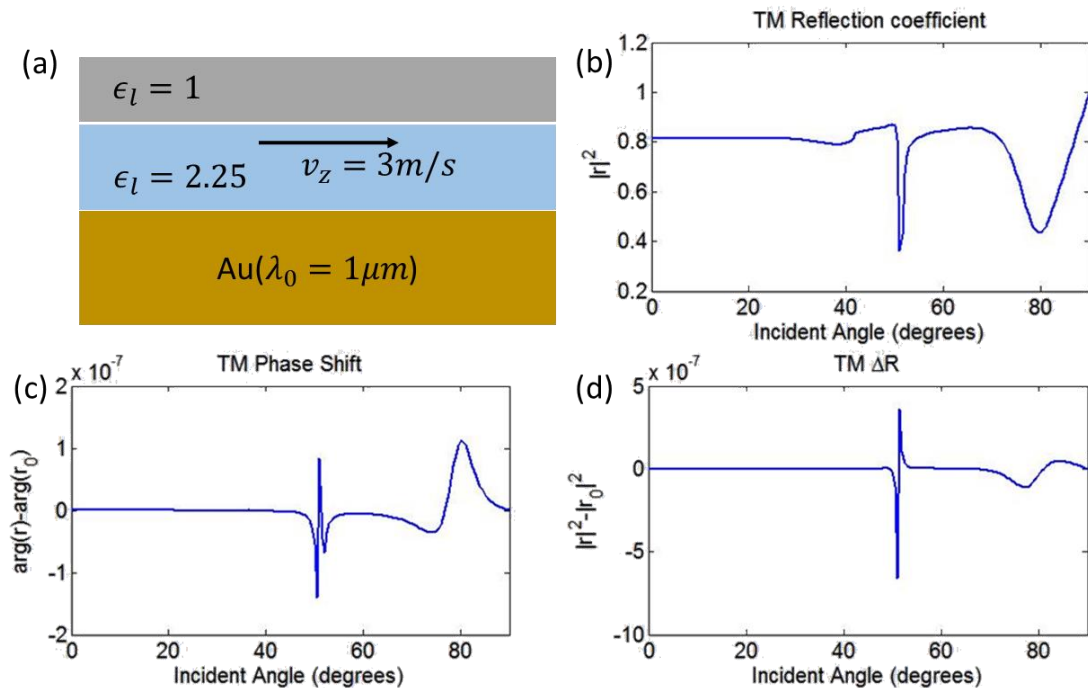 (a)
ϵ_l = 1
ϵ_l = 2.25
v_z = 3m/s
Au(λ_0 = 1μm)
(b)
TM Reflection coefficient
|r|^2
1.2
1
0.8
0.6
0.4
0.2
0 20 40 60 80
Incident Angle (degrees)
(c)
TM Phase Shift
x 10^-7
arg(r)-arg(r_0)
2
1
0
-1
-2
0 20 40 60 80
Incident Angle (degrees)
(d)
TM ΔR
x 10^-7
|r|^2-|r_0|^2
5
0
-5
-10
0 20 40 60 80
Incident Angle (degrees)